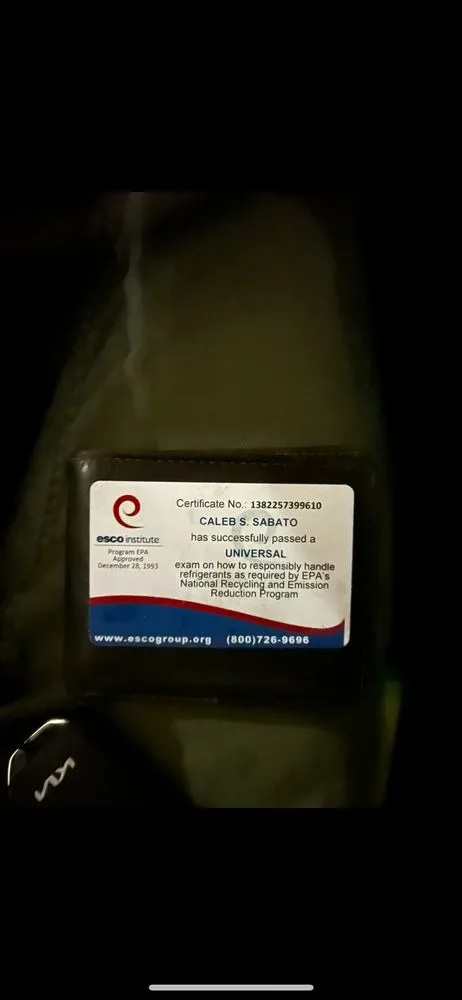 Certificate No.: 1382257399610
CALEB S. SABATO
has successfully passed a
UNIVERSAL
exam on how to responsibly handle
refrigerants as required by EPA's
National Recycling and Emission
Reduction Program
esco institute
Program EPA
Approved
December 28, 1993
www.escogroup.org (800)726-9696